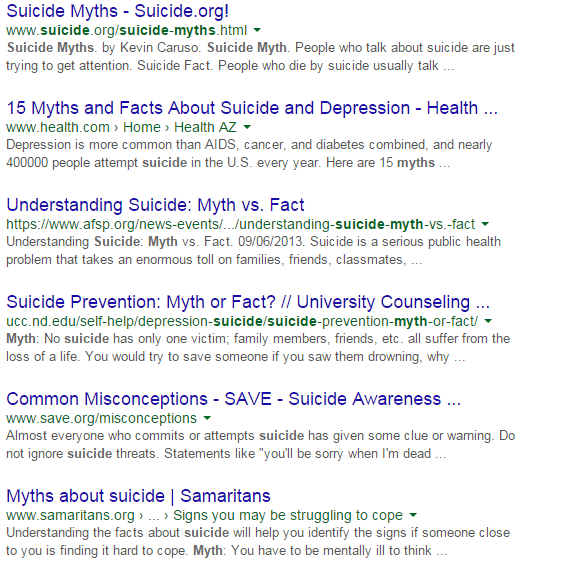 Suicide Myths - Suicide.org!
www.suicide.org/suicide-myths.html
Suicide Myths. by Kevin Caruso. Suicide Myth. People who talk about suicide are just
trying to get attention. Suicide Fact. People who die by suicide usually talk ...
15 Myths and Facts About Suicide and Depression - Health ...
www.health.com › Home › Health AZ
Depression is more common than AIDS, cancer, and diabetes combined, and nearly
400000 people attempt suicide in the U.S. every year. Here are 15 myths ...
Understanding Suicide: Myth vs. Fact
https://www.afsp.org/news-events/.../understanding-suicide-myth-vs.-fact
Understanding Suicide: Myth vs. Fact. 09/06/2013. Suicide is a serious public health
problem that takes an enormous toll on families, friends, classmates, ...
Suicide Prevention: Myth or Fact? // University Counseling ...
ucc.nd.edu/self-help/depression-suicide/suicide-prevention-myth-or-fact/
Myth: No suicide has only one victim; family members, friends, etc. all suffer from the
loss of a life. You would try to save someone if you saw them drowning, why ...
Common Misconceptions - SAVE - Suicide Awareness ...
www.save.org/misconceptions
Almost everyone who commits or attempts suicide has given some clue or warning. Do
not ignore suicide threats. Statements like "you'll be sorry when I'm dead ...
Myths about suicide | Samaritans
www.samaritans.org › ... › Signs you may be struggling to cope
Understanding the facts about suicide will help you identify the signs if someone close
to you is finding it hard to cope. Myth: You have to be mentally ill to think ...